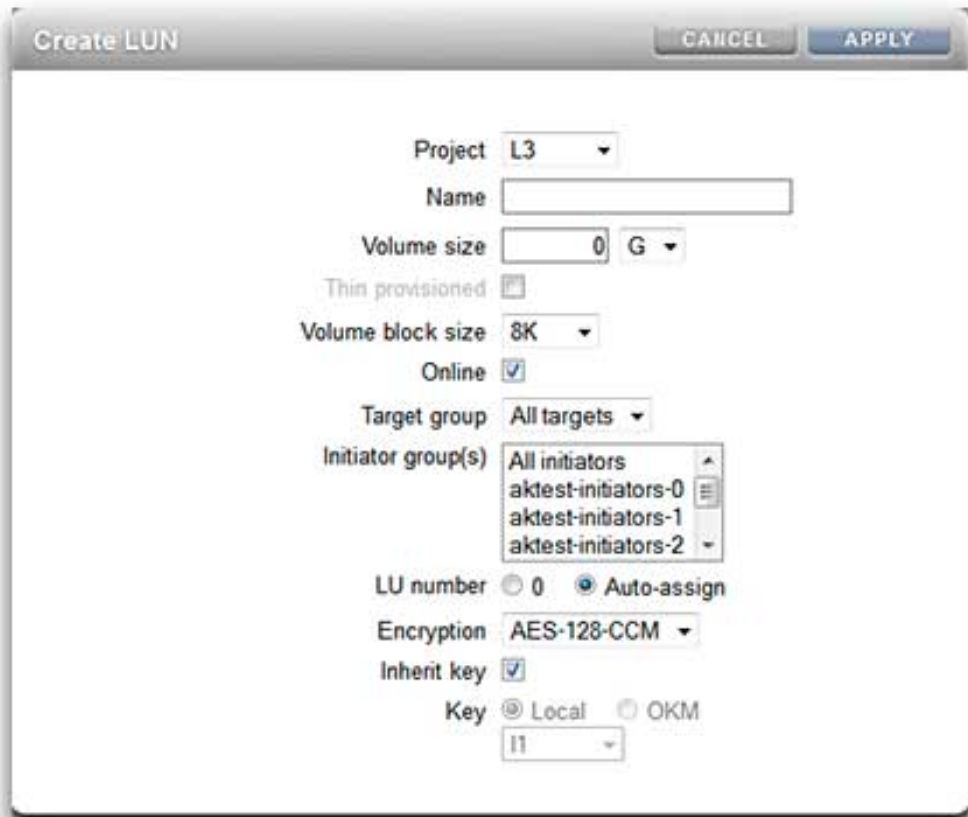 Create LUN CANCEL APPLY
Project L3
Name
Volume size 0 G
Thin provisioned
Volume block size 8K
Online
Target group All targets
Initiator group(s) All initiators
aktest-initiators-0
aktest-initiators-1
aktest-initiators-2
LU number 0 Auto-assign
Encryption AES-128-CCM
Inherit key
Key Local OKM
l1